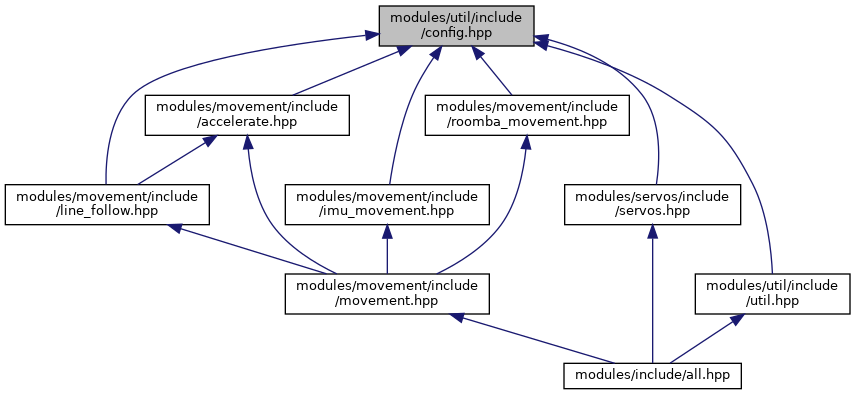 modules/util/include
/config.hpp
modules/movement/include
/accelerate.hpp
modules/movement/include
/roomba_movement.hpp
modules/movement/include
/line_follow.hpp
modules/movement/include
/imu_movement.hpp
modules/servos/include
/servos.hpp
modules/movement/include
/movement.hpp
modules/util/include
/util.hpp
modules/include/all.hpp